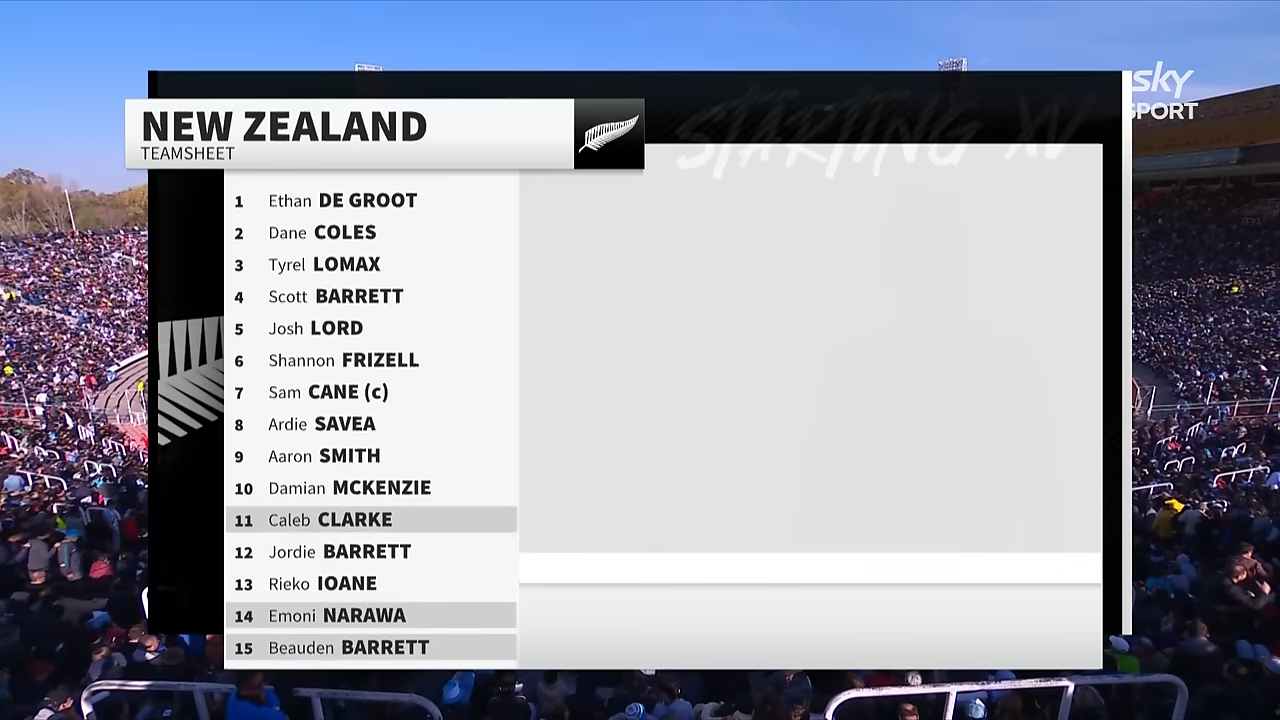 sky
SPORT
STARTING XV
NEW ZEALAND
TEAMSHEET
1 Ethan DE GROOT
2 Dane COLES
3 Tyrel LOMAX
4 Scott BARRETT
5 Josh LORD
6 Shannon FRIZELL
7 Sam CANE (c)
8 Ardie SAVEA
9 Aaron SMITH
10 Damian MCKENZIE
11 Caleb CLARKE
12 Jordie BARRETT
13 Rieko IOANE
14 Emoni NARAWA
15 Beauden BARRETT